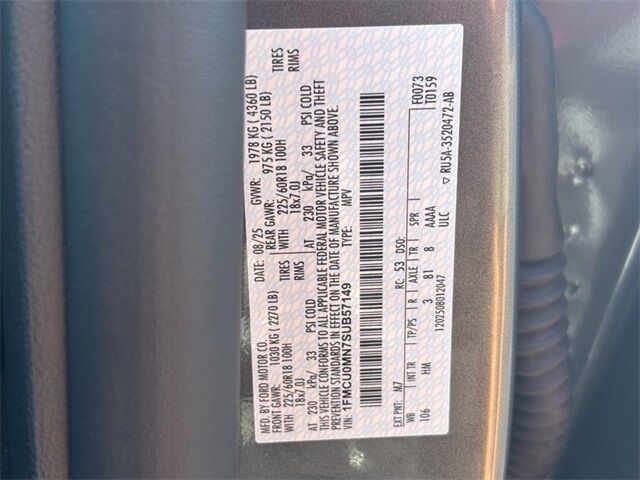 MFD. BY FORD MOTOR CO.
DATE: 08/25 GVWR: 1978 KG ( 4360 LB)
FRONT GAWR: 1030 KG ( 2270 LB) REAR GAWR: 975 KG ( 2150 LB)
WITH 225/60R18 100H TIRES WITH 225/60R18 100H TIRES
18x7.0J RIMS 18x7.0J RIMS
AT 230 kPa/ 33 PSI COLD AT 230 kPa/ 33 PSI COLD
THIS VEHICLE CONFORMS TO ALL APPLICABLE FEDERAL MOTOR VEHICLE SAFETY AND THEFT
PREVENTION STANDARDS IN EFFECT ON THE DATE OF MANUFACTURE SHOWN ABOVE.
VIN: 1FMCU0MN7SUB57149 TYPE: MPV
F0073
T0159
EXT PNT: M7 RC: 53 DSO:
WB INT TR TP/PS R AXLE TR SPR
106 HM 3 81 8 AAAA
ULC
120250B012047
▽ RU5A-3520472-AB